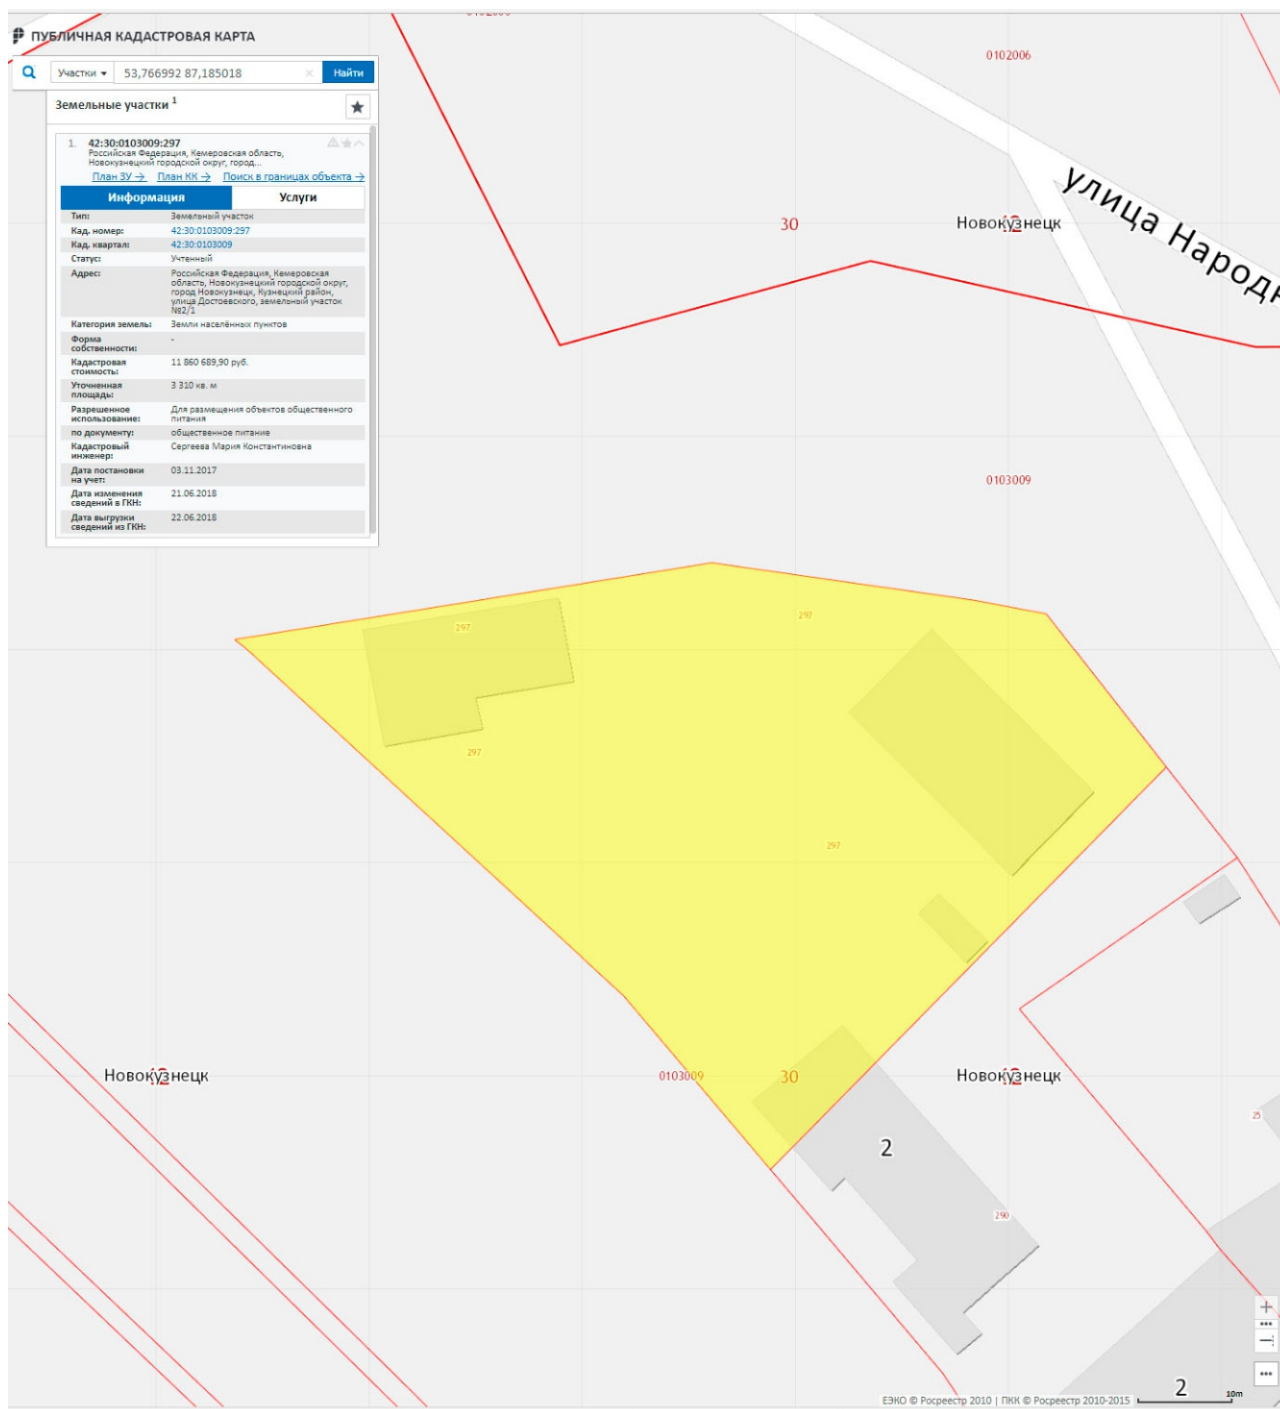 ПУБЛИЧНАЯ КАДАСТРОВАЯ КАРТА
Участки 53,766992 87,185018 × Найти
Земельные участки 1
1. 42:30:0103009:297
Российская Федерация, Кемеровская область,
Новокузнецкий городской округ, город...
План ЗУ → План КК → Поиск в границах объекта →
Информация Услуги
Тип: Земельный участок
Кад. номер: 42:30:0103009:297
Кад. квартал: 42:30:0103009
Статус: Учтенный
Адрес: Российская Федерация, Кемеровская
область, Новокузнецкий городской округ,
город Новокузнецк, Кузнецкий район,
улица Достоевского, земельный участок
№2/1
Категория земель: Земли населённых пунктов
Форма
собственности: -
Кадастровая
стоимость: 11 860 689,90 руб.
Уточненная
площадь: 3 310 кв. м
Разрешенное
использование: Для размещения объектов общественного
питания
по документу: общественное питание
Кадастровый
инженер: Сергеева Мария Константиновна
Дата постановки
на учет: 03.11.2017
Дата изменения
сведений в ГКН: 21.06.2018
Дата выгрузки
сведений из ГКН: 22.06.2018
0102006
улица Народн
30
Новокузнецк
42
0103009
297
297
297
297
Новокузнецк
42
0103009
30
Новокузнецк
42
25
2
290
2
10m
ЕЭКО © Росреестр 2010 | ПКК © Росреестр 2010-2015